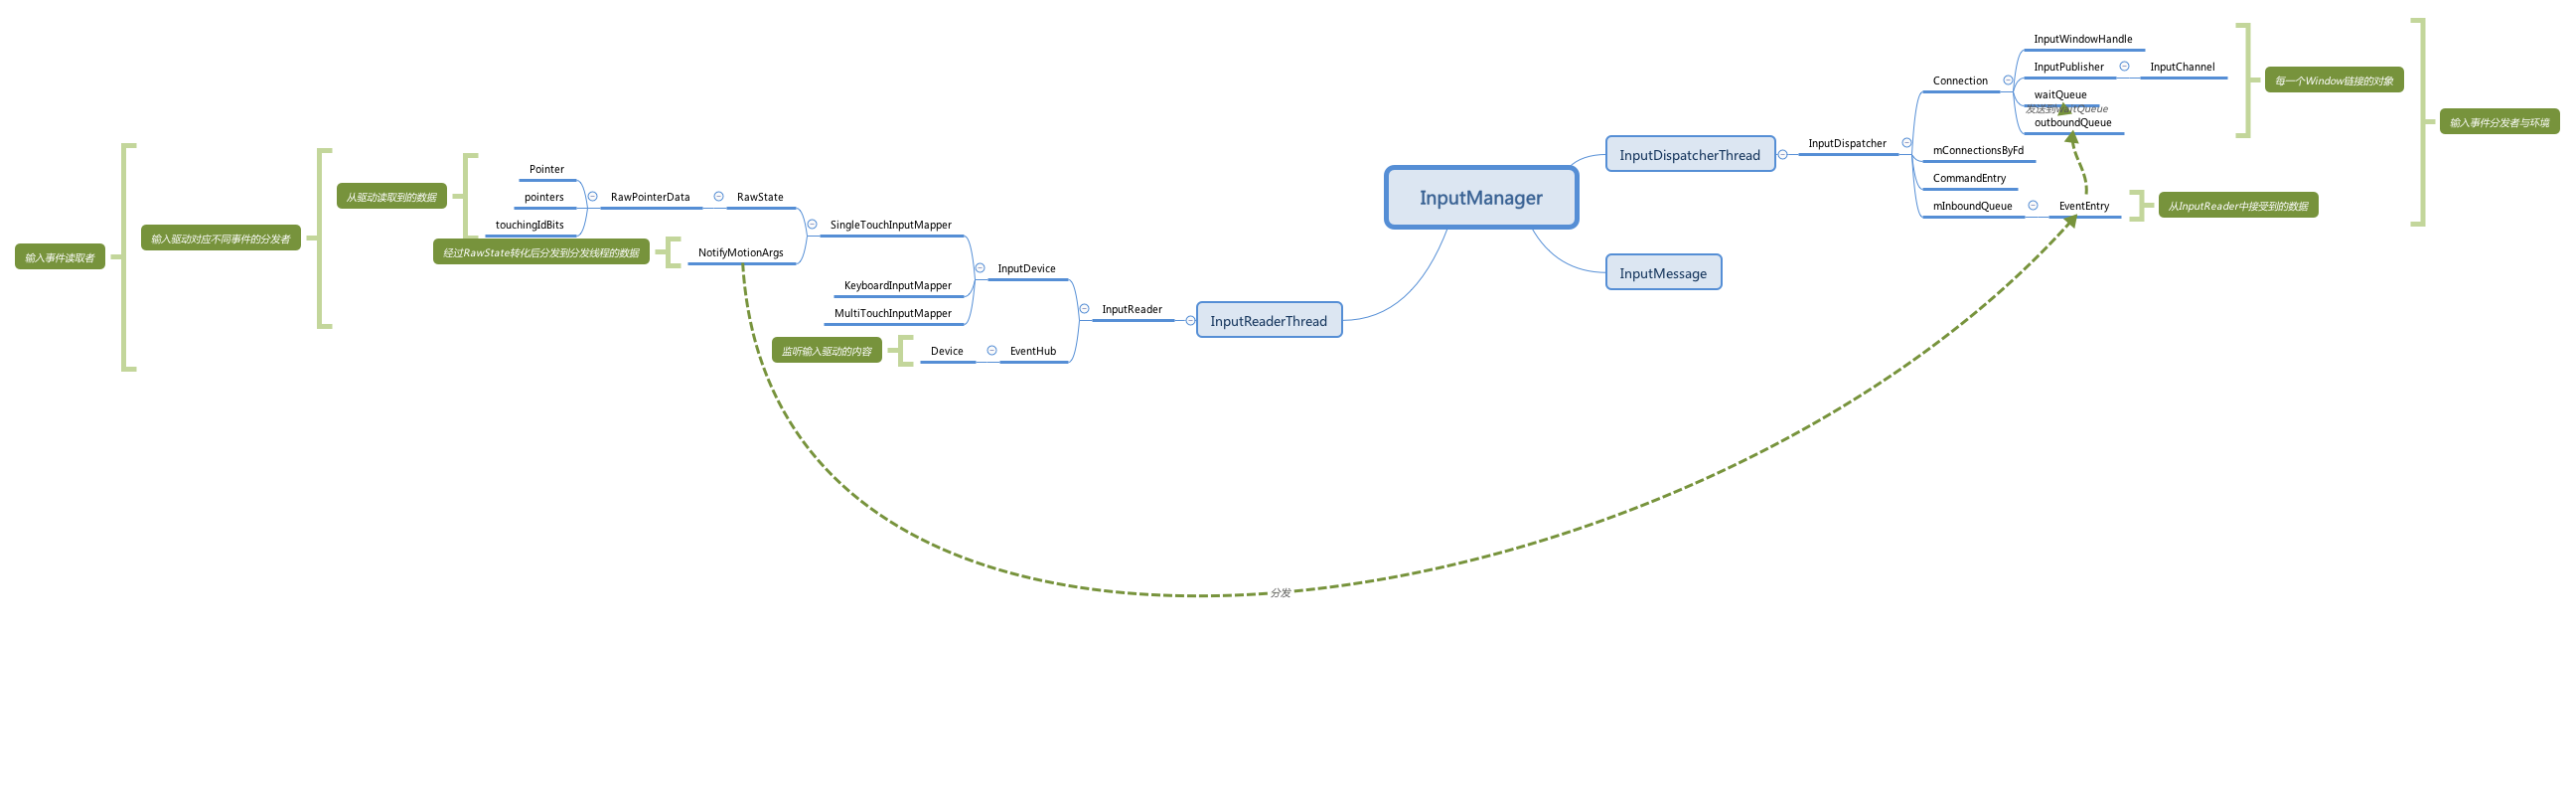 InputManager
InputDispatcherThread
InputDispatcher
Connection
InputWindowHandle
InputPublisher
InputChannel
waitQueue
发送到waitQueue
outboundQueue
每一个Window链接的对象
mConnectionsByFd
CommandEntry
mInboundQueue
EventEntry
从InputReader中接受到的数据
输入事件分发者与环境
InputMessage
InputReaderThread
InputReader
InputDevice
SingleTouchInputMapper
RawState
RawPointerData
Pointer
pointers
touchingIdBits
从驱动读取到的数据
NotifyMotionArgs
经过RawState转化后分发到分发线程的数据
KeyboardInputMapper
MultiTouchInputMapper
输入驱动对应不同事件的分发者
EventHub
Device
监听输入驱动的内容
输入事件读取者
分发